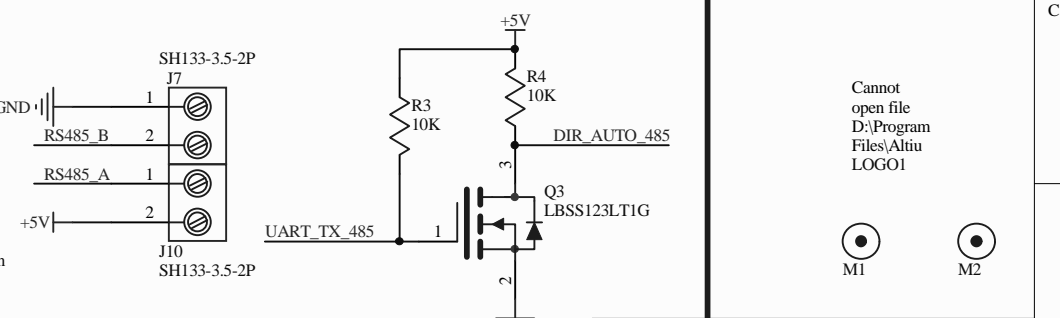 C
+5V
SH133-3.5-2P
J7
GND
1
RS485_B
2
RS485_A
1
+5V
2
J10
SH133-3.5-2P
R3
10K
R4
10K
DIR_AUTO_485
3
Q3
LBSS123LT1G
UART_TX_485
1
2
Cannot
open file
D:\Program
Files\Altiu
LOGO1
M1
M2